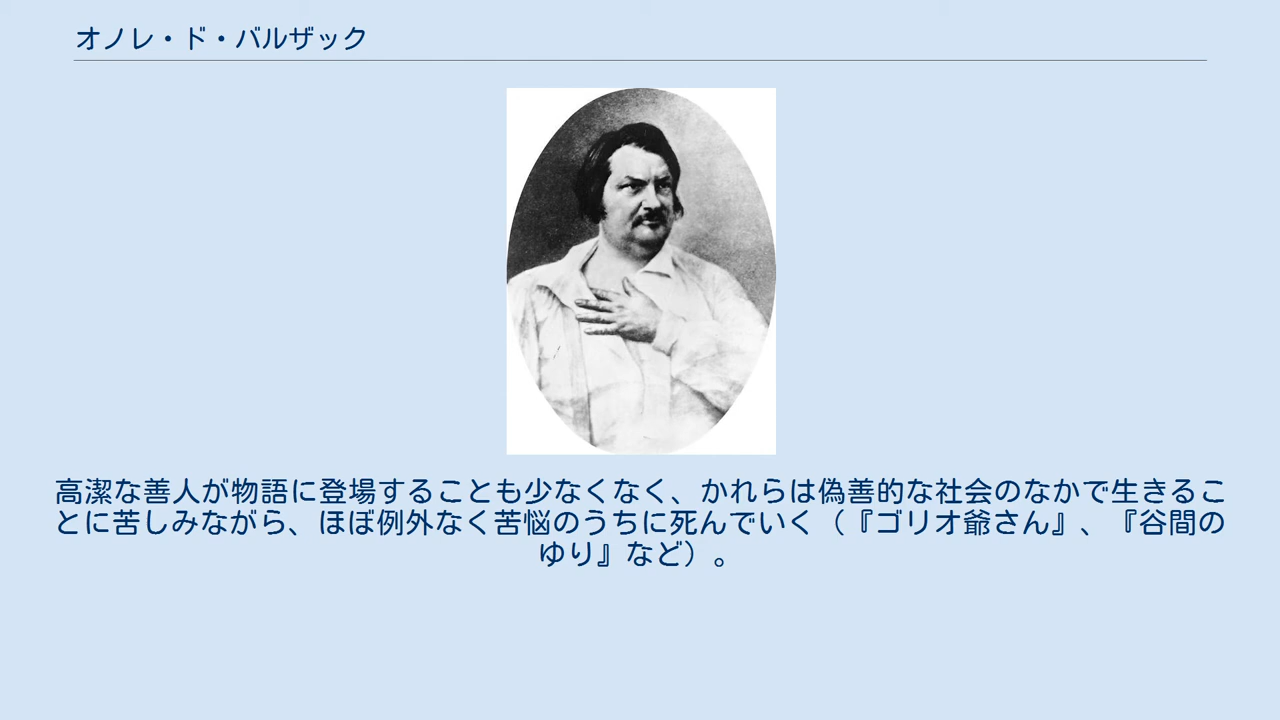 オノレ・ド・バルザック
高潔な善人が物語に登場することも少なくなく、かれらは偽善的な社会のなかで生きるこ
とに苦しみながら、ほぼ例外なく苦悩のうちに死んでいく（『ゴリオ爺さん』、『谷間の
ゆり』など）。